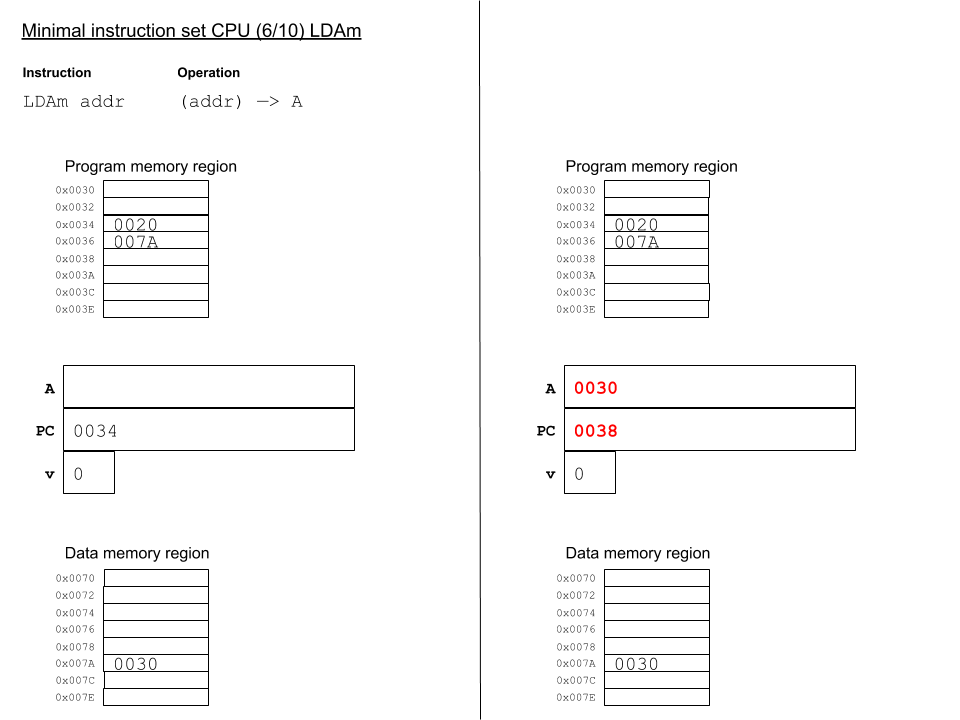 Minimal instruction set CPU (6/10) LDAm
Instruction Operation
LDAm addr (addr) —> A
Program memory region
0x0030
0x0032
0x0034 0020
0x0036 007A
0x0038
0x003A
0x003C
0x003E
A
PC 0034
v 0
Data memory region
0x0070
0x0072
0x0074
0x0076
0x0078
0x007A 0030
0x007C
0x007E
Program memory region
0x0030
0x0032
0x0034 0020
0x0036 007A
0x0038
0x003A
0x003C
0x003E
A 0030
PC 0038
v 0
Data memory region
0x0070
0x0072
0x0074
0x0076
0x0078
0x007A 0030
0x007C
0x007E